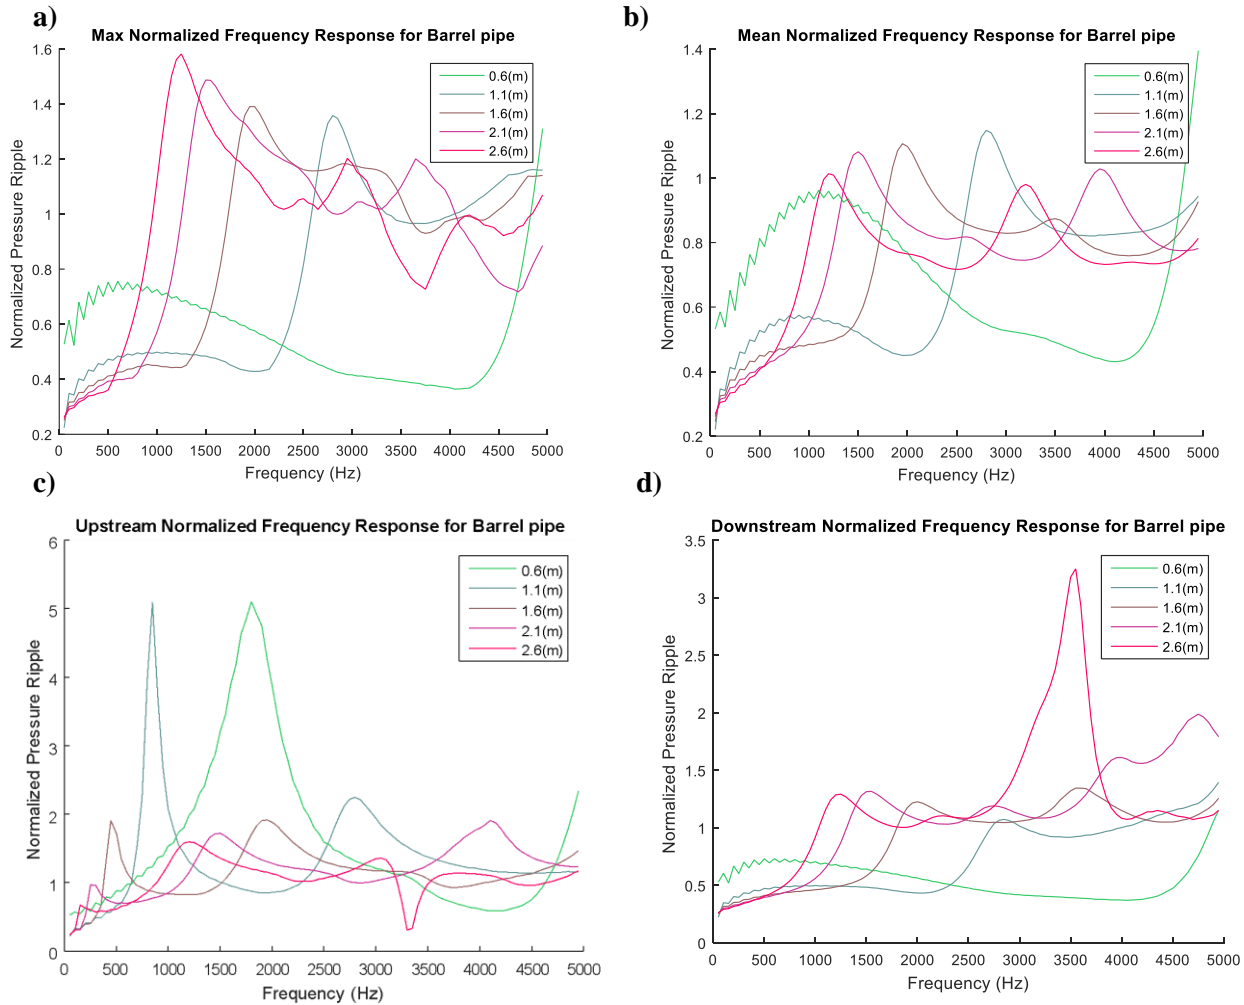 a)
Max Normalized Frequency Response for Barrel pipe
1.6
1.4
1.2
1
0.8
0.6
0.4
0.2
Normalized Pressure Ripple
0.6(m)
1.1(m)
1.6(m)
2.1(m)
2.6(m)
0 500 1000 1500 2000 2500 3000 3500 4000 4500 5000
Frequency (Hz)
b)
Mean Normalized Frequency Response for Barrel pipe
1.4
1.2
1
0.8
0.6
0.4
0.2
Normalized Pressure Ripple
0.6(m)
1.1(m)
1.6(m)
2.1(m)
2.6(m)
0 500 1000 1500 2000 2500 3000 3500 4000 4500 5000
Frequency (Hz)
c)
Upstream Normalized Frequency Response for Barrel pipe
6
5
4
3
2
1
0
Normalized Pressure Ripple
0.6(m)
1.1(m)
1.6(m)
2.1(m)
2.6(m)
0 500 1000 1500 2000 2500 3000 3500 4000 4500 5000
Frequency (Hz)
d)
Downstream Normalized Frequency Response for Barrel pipe
3.5
3
2.5
2
1.5
1
0.5
0
Normalized Pressure Ripple
0.6(m)
1.1(m)
1.6(m)
2.1(m)
2.6(m)
0 500 1000 1500 2000 2500 3000 3500 4000 4500 5000
Frequency (Hz)